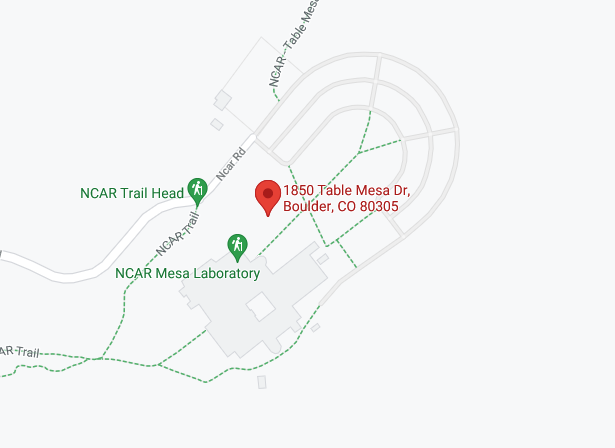 NCAR - Table Mesa
Ncar Rd
NCAR Trail Head
1850 Table Mesa Dr,
Boulder, CO 80305
NCAR-Trail
NCAR Mesa Laboratory
AR Trail